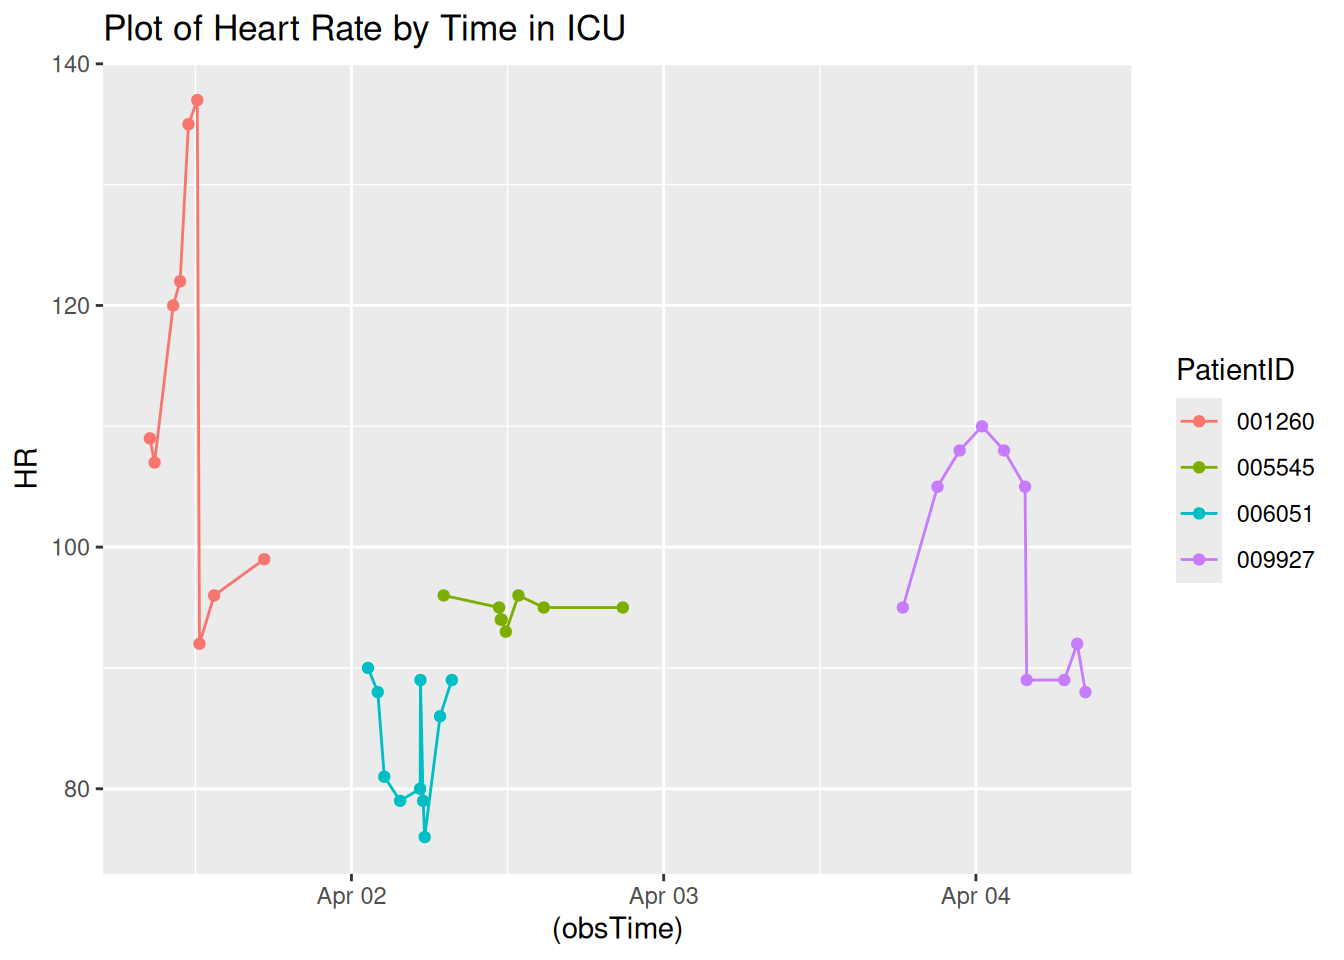 Plot of Heart Rate by Time in ICU
140
120
100
80
HR
Apr 02
Apr 03
Apr 04
(obsTime)
PatientID
001260
005545
006051
009927